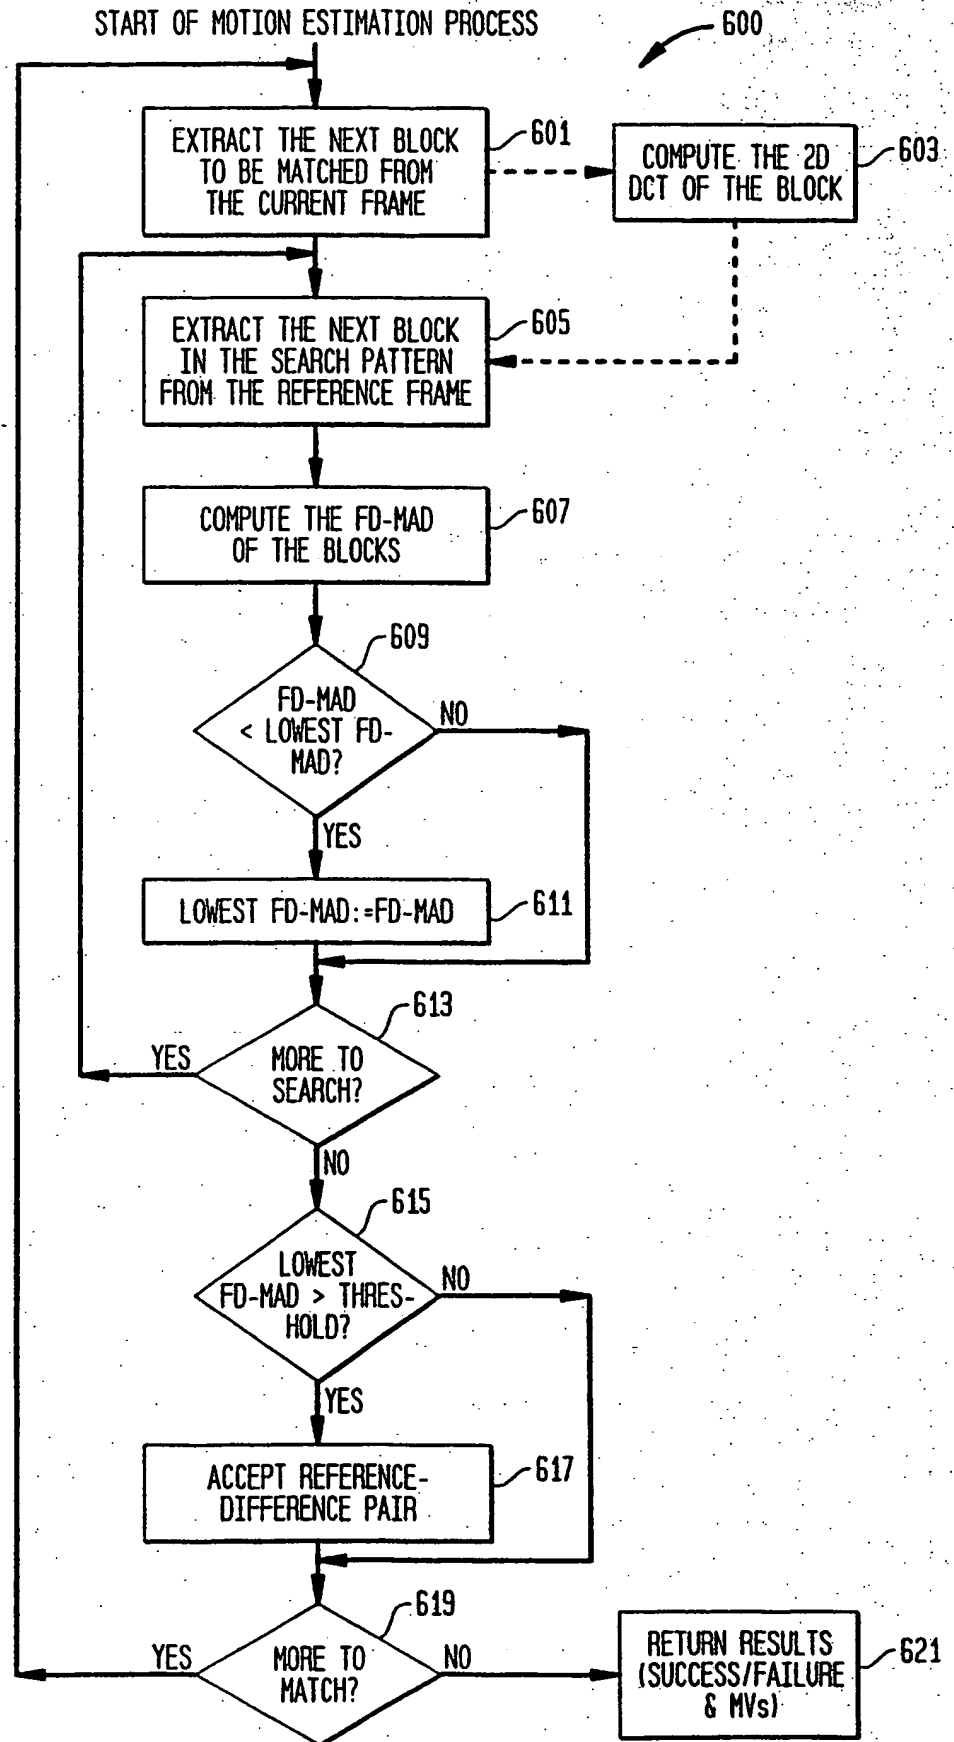 START OF MOTION ESTIMATION PROCESS
600
EXTRACT THE NEXT BLOCK
TO BE MATCHED FROM
THE CURRENT FRAME
601
COMPUTE THE 2D
DCT OF THE BLOCK
603
EXTRACT THE NEXT BLOCK
IN THE SEARCH PATTERN
FROM THE REFERENCE FRAME
605
COMPUTE THE FD-MAD
OF THE BLOCKS
607
609
FD-MAD
< LOWEST FD-
MAD?
NO
YES
LOWEST FD-MAD:=FD-MAD
611
613
MORE TO
SEARCH?
YES
NO
615
LOWEST
FD-MAD > THRES-
HOLD?
NO
YES
ACCEPT REFERENCE-
DIFFERENCE PAIR
617
619
MORE TO
MATCH?
YES
NO
RETURN RESULTS
(SUCCESS/FAILURE
& MVs)
621